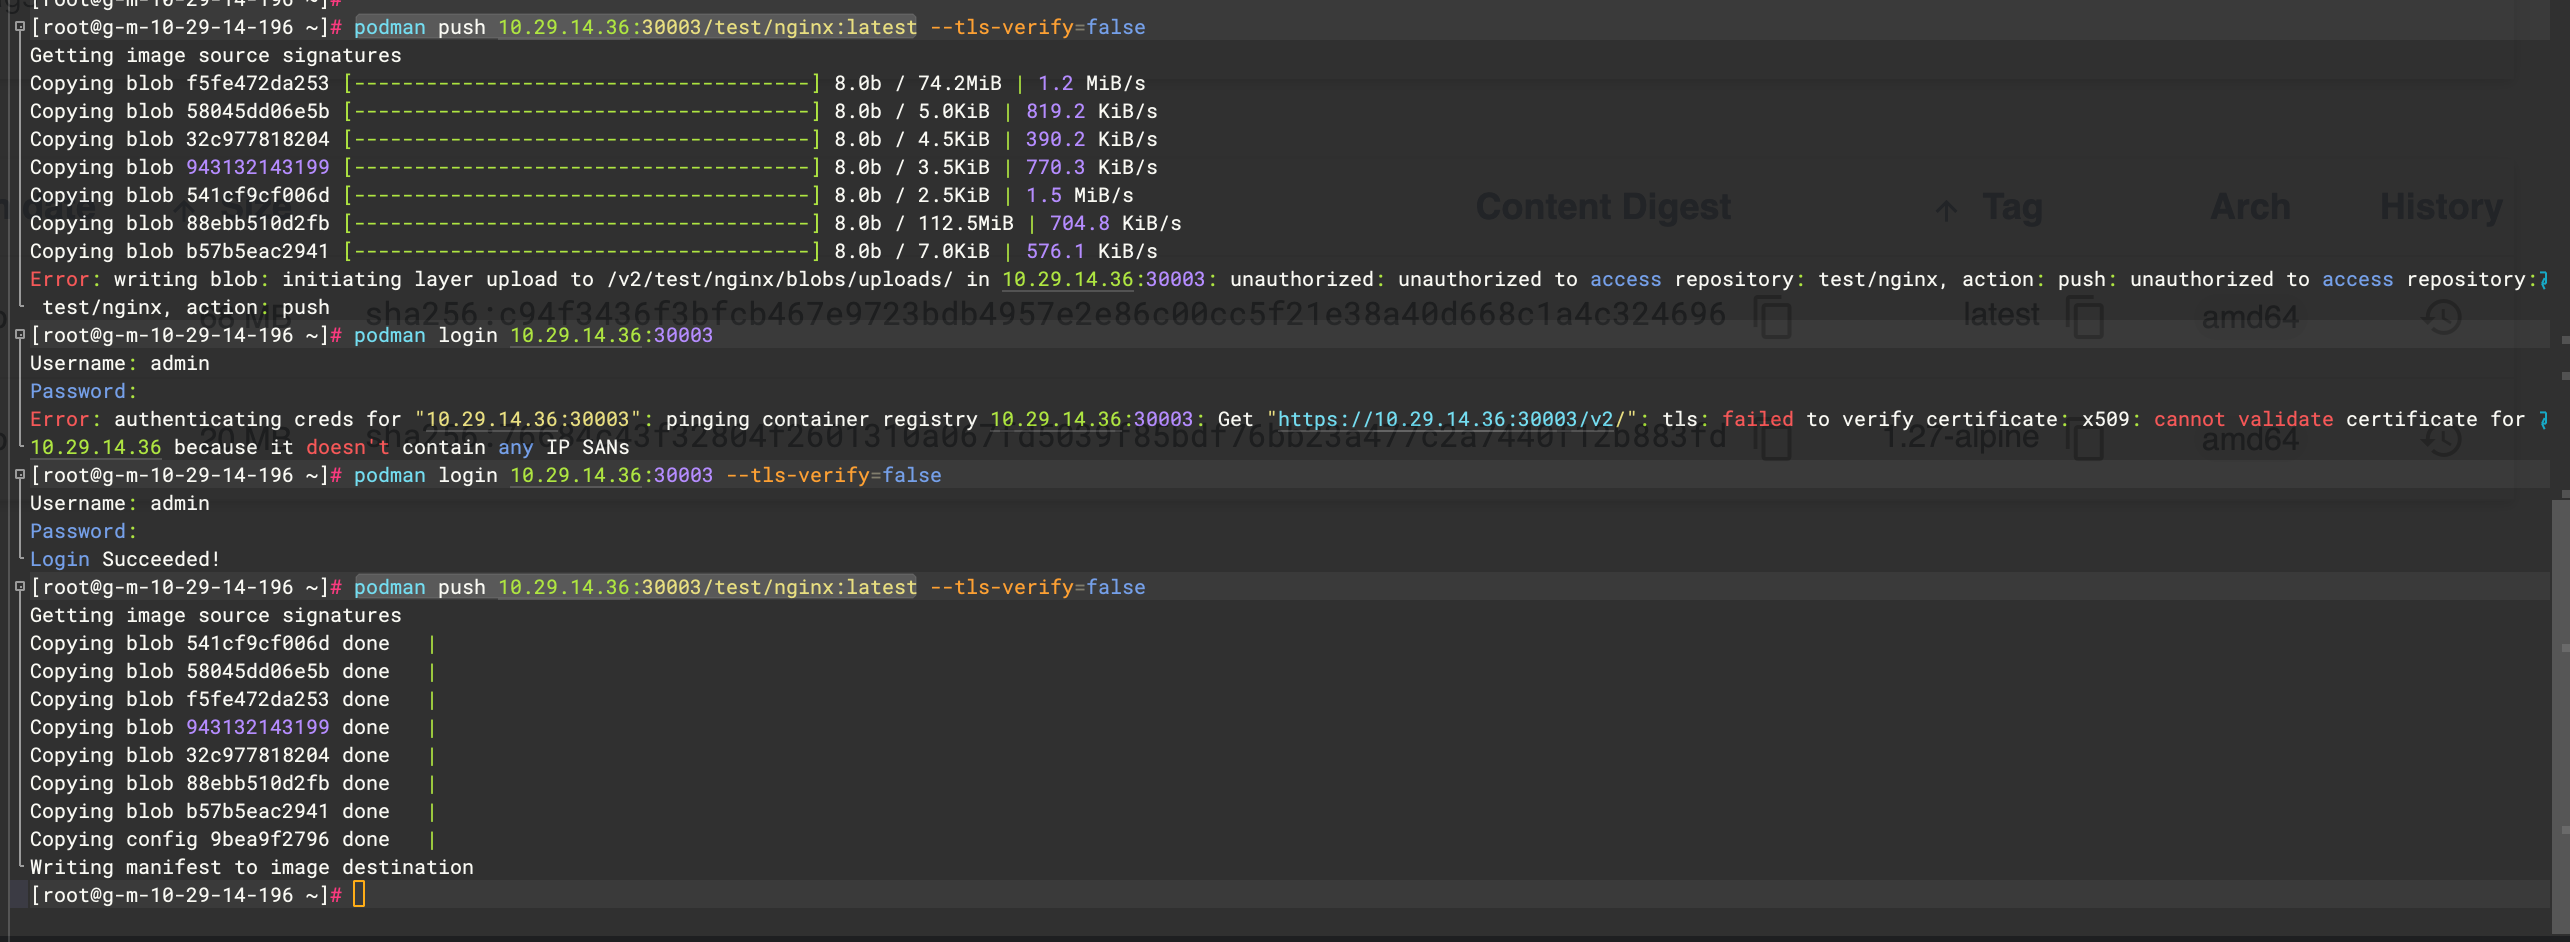 [root@g-m-10-29-14-196 ~]#
[root@g-m-10-29-14-196 ~]# podman push 10.29.14.36:30003/test/nginx:latest --tls-verify=false
Getting image source signatures
Copying blob f5fe472da253 [--------------------------------------] 8.0b / 74.2MiB | 1.2 MiB/s
Copying blob 58045dd06e5b [--------------------------------------] 8.0b / 5.0KiB | 819.2 KiB/s
Copying blob 32c977818204 [--------------------------------------] 8.0b / 4.5KiB | 390.2 KiB/s
Copying blob 943132143199 [--------------------------------------] 8.0b / 3.5KiB | 770.3 KiB/s
Copying blob 541cf9cf006d [--------------------------------------] 8.0b / 2.5KiB | 1.5 MiB/s
Size Content Digest Tag Arch History
Copying blob 88ebb510d2fb [--------------------------------------] 8.0b / 112.5MiB | 704.8 KiB/s
Copying blob b57b5eac2941 [--------------------------------------] 8.0b / 7.0KiB | 576.1 KiB/s
Error: writing blob: initiating layer upload to /v2/test/nginx/blobs/uploads/ in 10.29.14.36:30003: unauthorized: unauthorized to access repository: test/nginx, action: push: unauthorized to access repository:
test/nginx, action: push
68 MB sha256:c94f3436f3bfcb467e9723bdb4957e2e86c00cc5f21e38a40d668c1a4c324696 latest amd64
[root@g-m-10-29-14-196 ~]# podman login 10.29.14.36:30003
Username: admin
Password:
Error: authenticating creds for "10.29.14.36:30003": pinging container registry 10.29.14.36:30003: Get "https://10.29.14.36:30003/v2/": tls: failed to verify certificate: x509: cannot validate certificate for
10.29.14.36 because it doesn't contain any IP SANs
20 MB 1.27-alpine amd64
[root@g-m-10-29-14-196 ~]# podman login 10.29.14.36:30003 --tls-verify=false
Username: admin
Password:
Login Succeeded!
[root@g-m-10-29-14-196 ~]# podman push 10.29.14.36:30003/test/nginx:latest --tls-verify=false
Getting image source signatures
Copying blob 541cf9cf006d done |
Copying blob 58045dd06e5b done |
Copying blob f5fe472da253 done |
Copying blob 943132143199 done |
Copying blob 32c977818204 done |
Copying blob 88ebb510d2fb done |
Copying blob b57b5eac2941 done |
Copying config 9bea9f2796 done |
Writing manifest to image destination
[root@g-m-10-29-14-196 ~]#